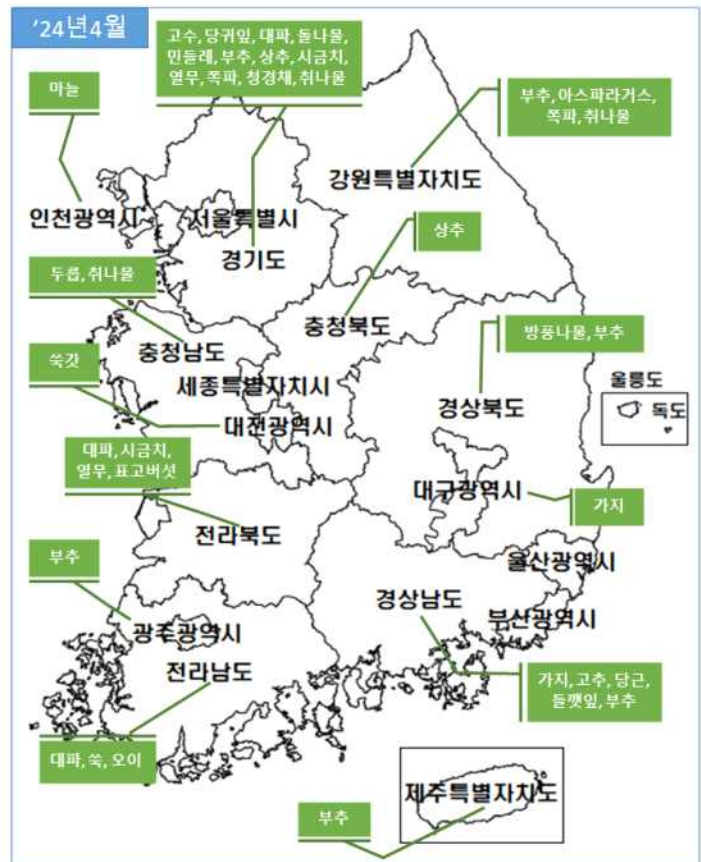 '24년4월
고수, 당귀잎, 대파, 돌나물,
민들레, 부추, 상추, 시금치,
열무, 쪽파, 청경채, 취나물
마늘
부추, 아스파라거스,
쪽파, 취나물
강원특별자치도
인천광역시
서울특별시
경기도
상추
두릅, 취나물
충청북도
충청남도
방풍나물, 부추
쑥갓
세종특별자치시
경상북도
울릉도
독도
대전광역시
대파, 시금치,
열무, 표고버섯
대구광역시
가지
전라북도
울산광역시
부추
경상남도
부산광역시
광주광역시
전라남도
가지, 고추, 당근,
들깻잎, 부추
대파, 쑥, 오이
제주특별자치도
부추